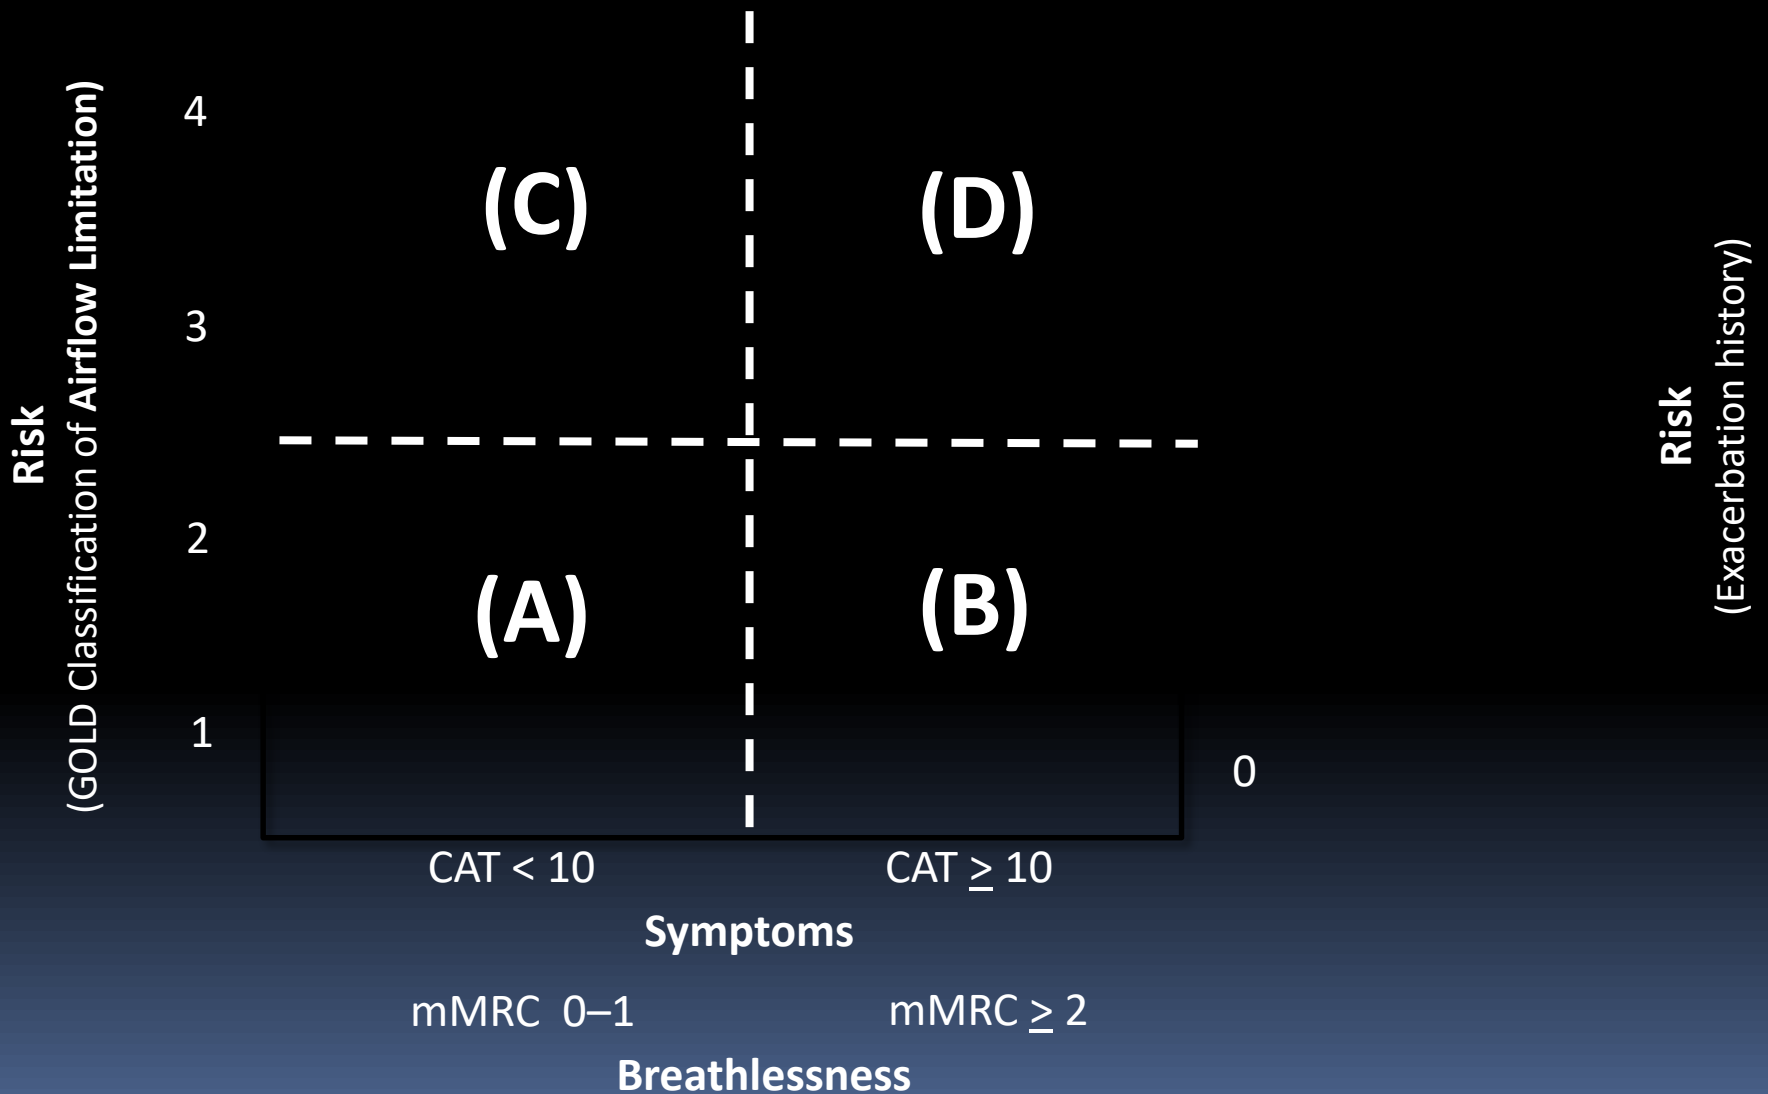 Risk
(GOLD Classification of Airflow Limitation)
4
3
2
1
(C)
(D)
(A)
(B)
0
Risk
(Exacerbation history)
CAT < 10
CAT ≥ 10
Symptoms
mMRC 0–1
mMRC ≥ 2
Breathlessness